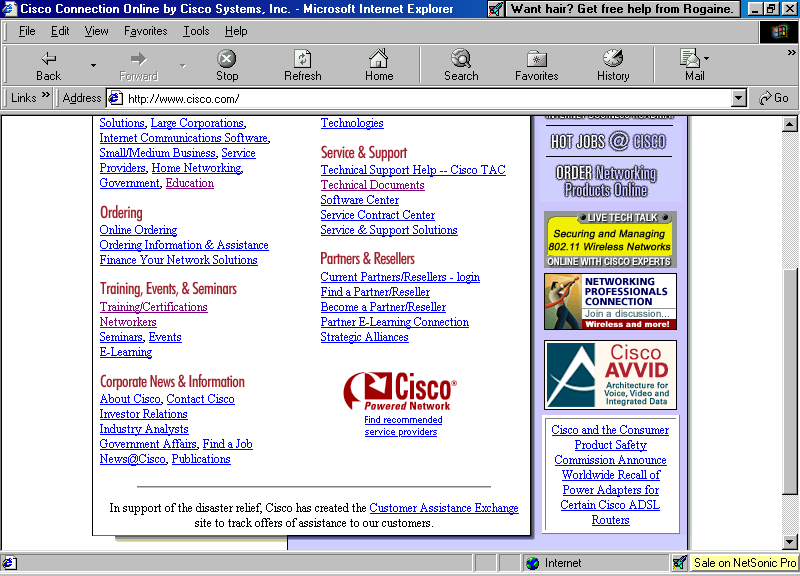 Cisco Connection Online by Cisco Systems, Inc. - Microsoft Internet Explorer
Want hair? Get free help from Rogaine.
File Edit View Favorites Tools Help
Back Forward Stop Refresh Home Search Favorites History Mail
Links » Address http://www.cisco.com/ Go
Solutions, Large Corporations,
Internet Communications Software,
Small/Medium Business, Service
Providers, Home Networking,
Government, Education
Ordering
Online Ordering
Ordering Information & Assistance
Finance Your Network Solutions
Training, Events, & Seminars
Training/Certifications
Networkers
Seminars, Events
E-Learning
Corporate News & Information
About Cisco, Contact Cisco
Investor Relations
Industry Analysts
Government Affairs, Find a Job
News@Cisco, Publications
Technologies
Service & Support
Technical Support Help -- Cisco TAC
Technical Documents
Software Center
Service Contract Center
Service & Support Solutions
Partners & Resellers
Current Partners/Resellers - login
Find a Partner/Reseller
Become a Partner/Reseller
Partner E-Learning Connection
Strategic Alliances
Cisco®
Powered Network
Find recommended
service providers
In support of the disaster relief, Cisco has created the Customer Assistance Exchange
site to track offers of assistance to our customers.
HOT JOBS @ CISCO
ORDER Networking
Products Online
LIVE TECH TALK
Securing and Managing
802.11 Wireless Networks
ONLINE WITH CISCO EXPERTS
NETWORKING
PROFESSIONALS
CONNECTION
Join a discussion...
Wireless and more!
Cisco
AVVID
Architecture for
Voice, Video and
Integrated Data
Cisco and the Consumer
Product Safety
Commission Announce
Worldwide Recall of
Power Adapters for
Certain Cisco ADSL
Routers
Internet
Sale on NetSonic Pro